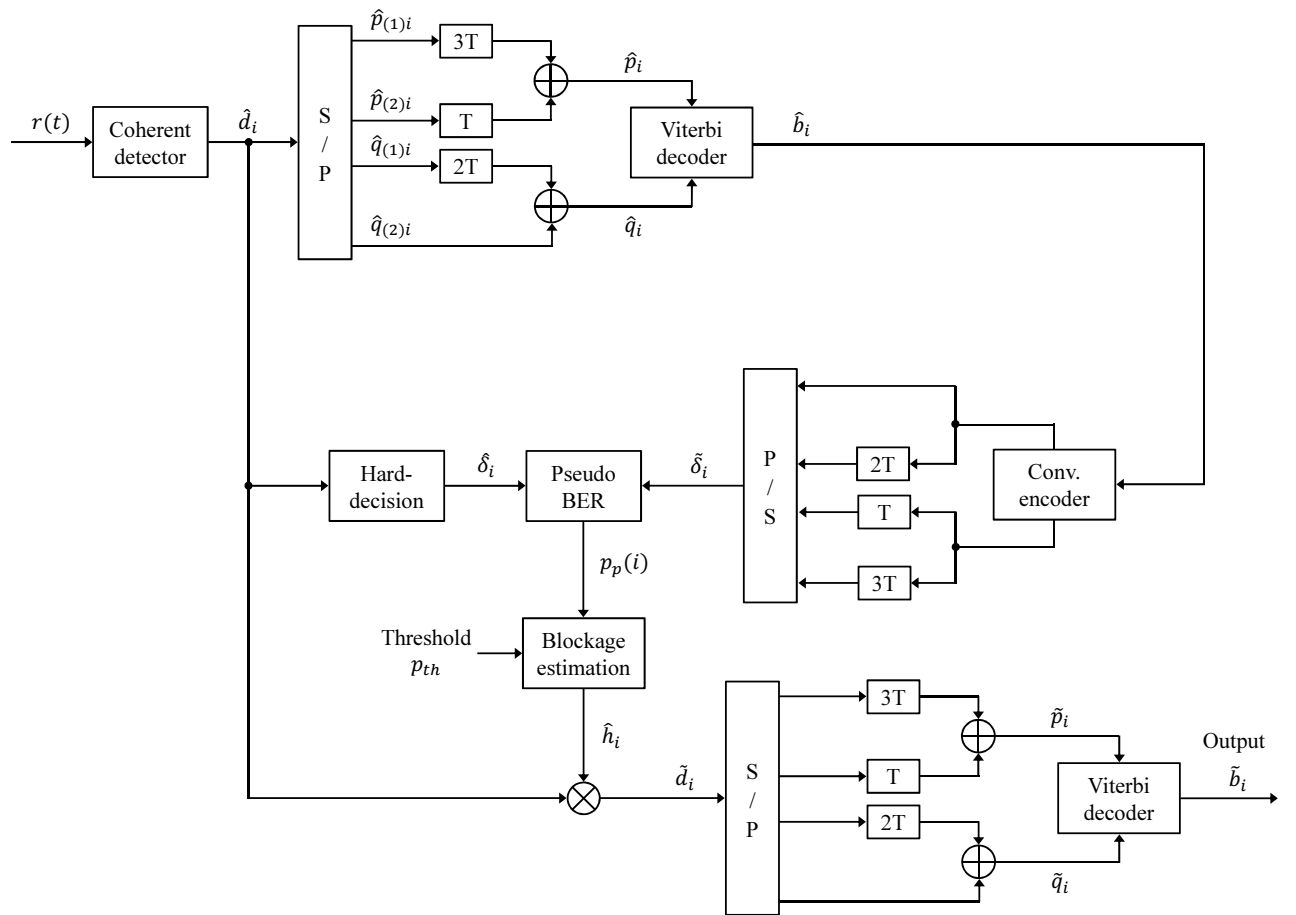 r(t)
Coherent
detector
d̂ᵢ
S
/
P
p̂₍₁₎ᵢ
3T
p̂₍₂₎ᵢ
T
q̂₍₁₎ᵢ
2T
q̂₍₂₎ᵢ
p̂ᵢ
q̂ᵢ
Viterbi
decoder
b̂ᵢ
Hard-
decision
δ̂ᵢ
Pseudo
BER
δ̃ᵢ
P
/
S
2T
T
3T
Conv.
encoder
pₚ(i)
Threshold
p_th
Blockage
estimation
ĥᵢ
d̃ᵢ
S
/
P
3T
T
2T
p̃ᵢ
q̃ᵢ
Viterbi
decoder
Output
b̃ᵢ